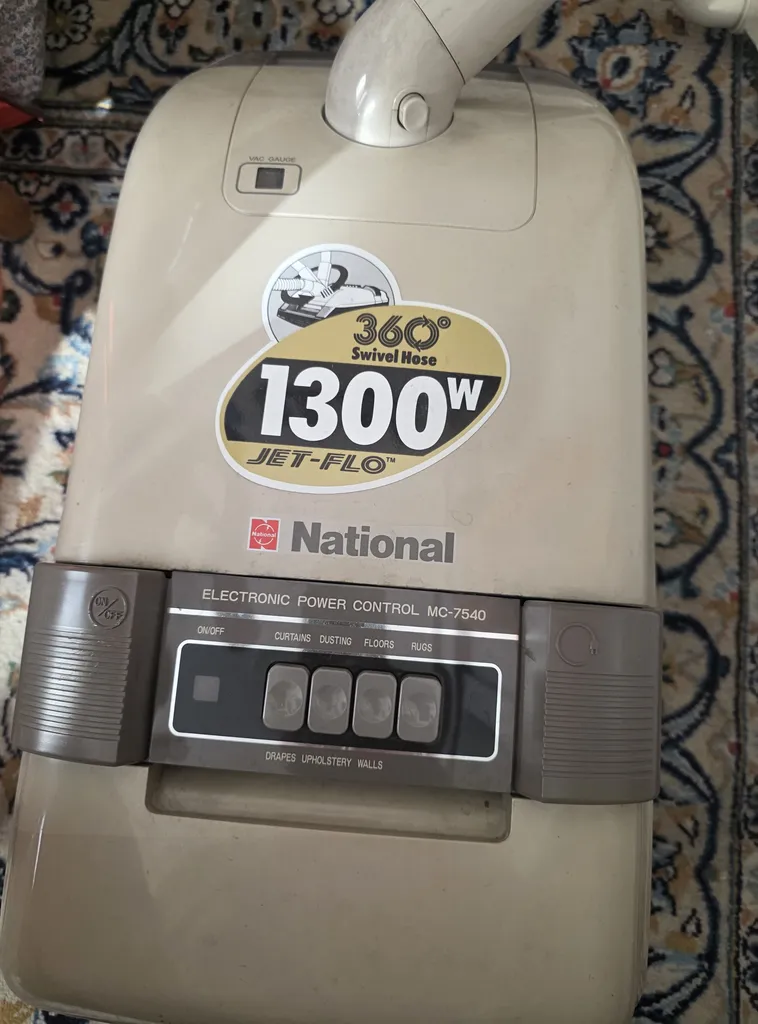 VAC GAUGE
360°
Swivel Hose
1300W
JET-FLO™
National
National
ON/OFF
ELECTRONIC POWER CONTROL MC-7540
ON/OFF CURTAINS DUSTING FLOORS RUGS
DRAPES UPHOLSTERY WALLS